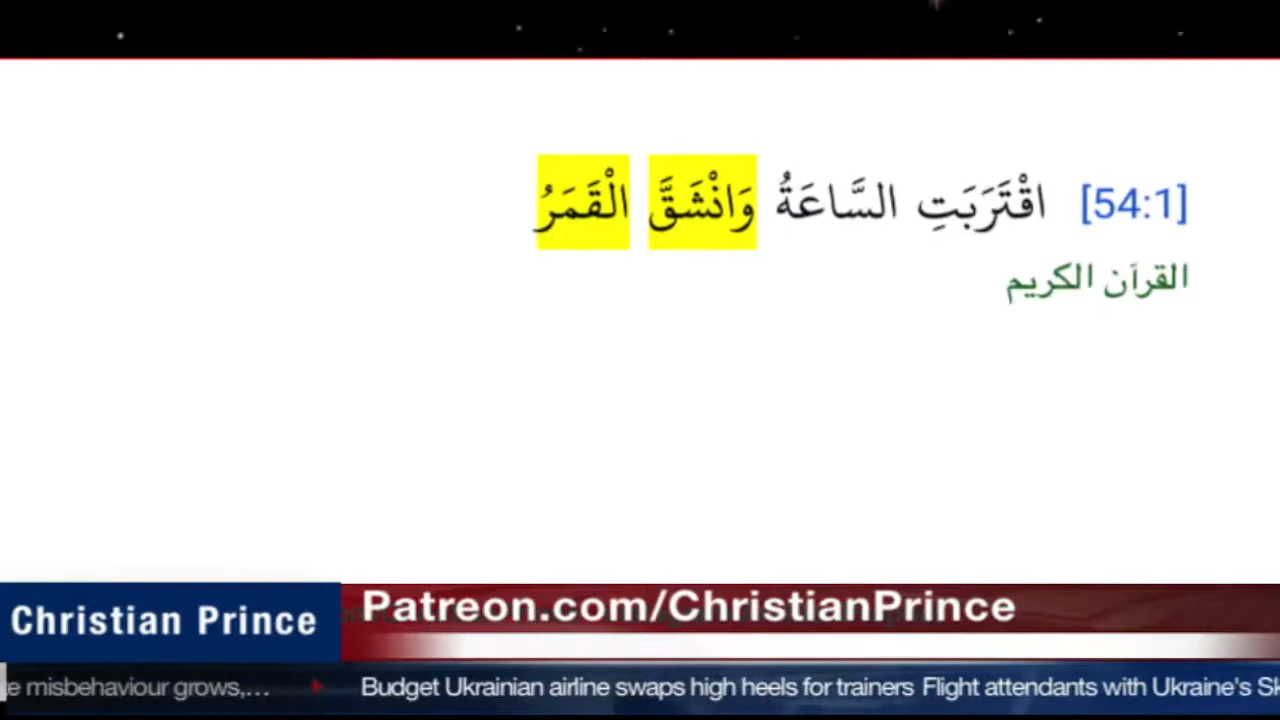 [54:1] اقْتَرَبَتِ السَّاعَةُ وَانْشَقَّ الْقَمَرُ
القرآن الكريم
Christian Prince
Patreon.com/ChristianPrince
e misbehaviour grows,... Budget Ukrainian airline swaps high heels for trainers Flight attendants with Ukraine's Sk